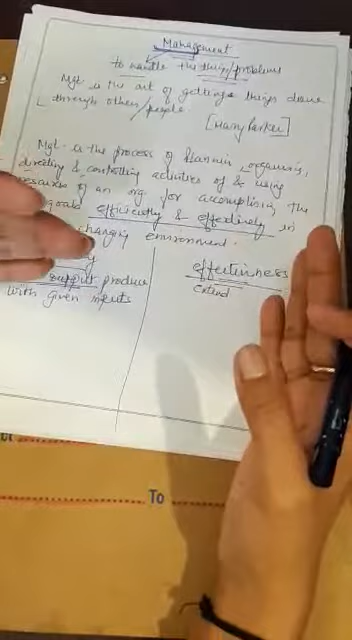 Management
to handle the things/problems
Mgt is the art of getting things done
through others/people.
[Mary Parker]
Mgt. is the process of planning, organising,
directing & controlling activities of & using
resources of an org for accomplishing the
goals efficiently & effectively in
changing environment.
y
effectiveness
output produce
extend
with given inputs
To